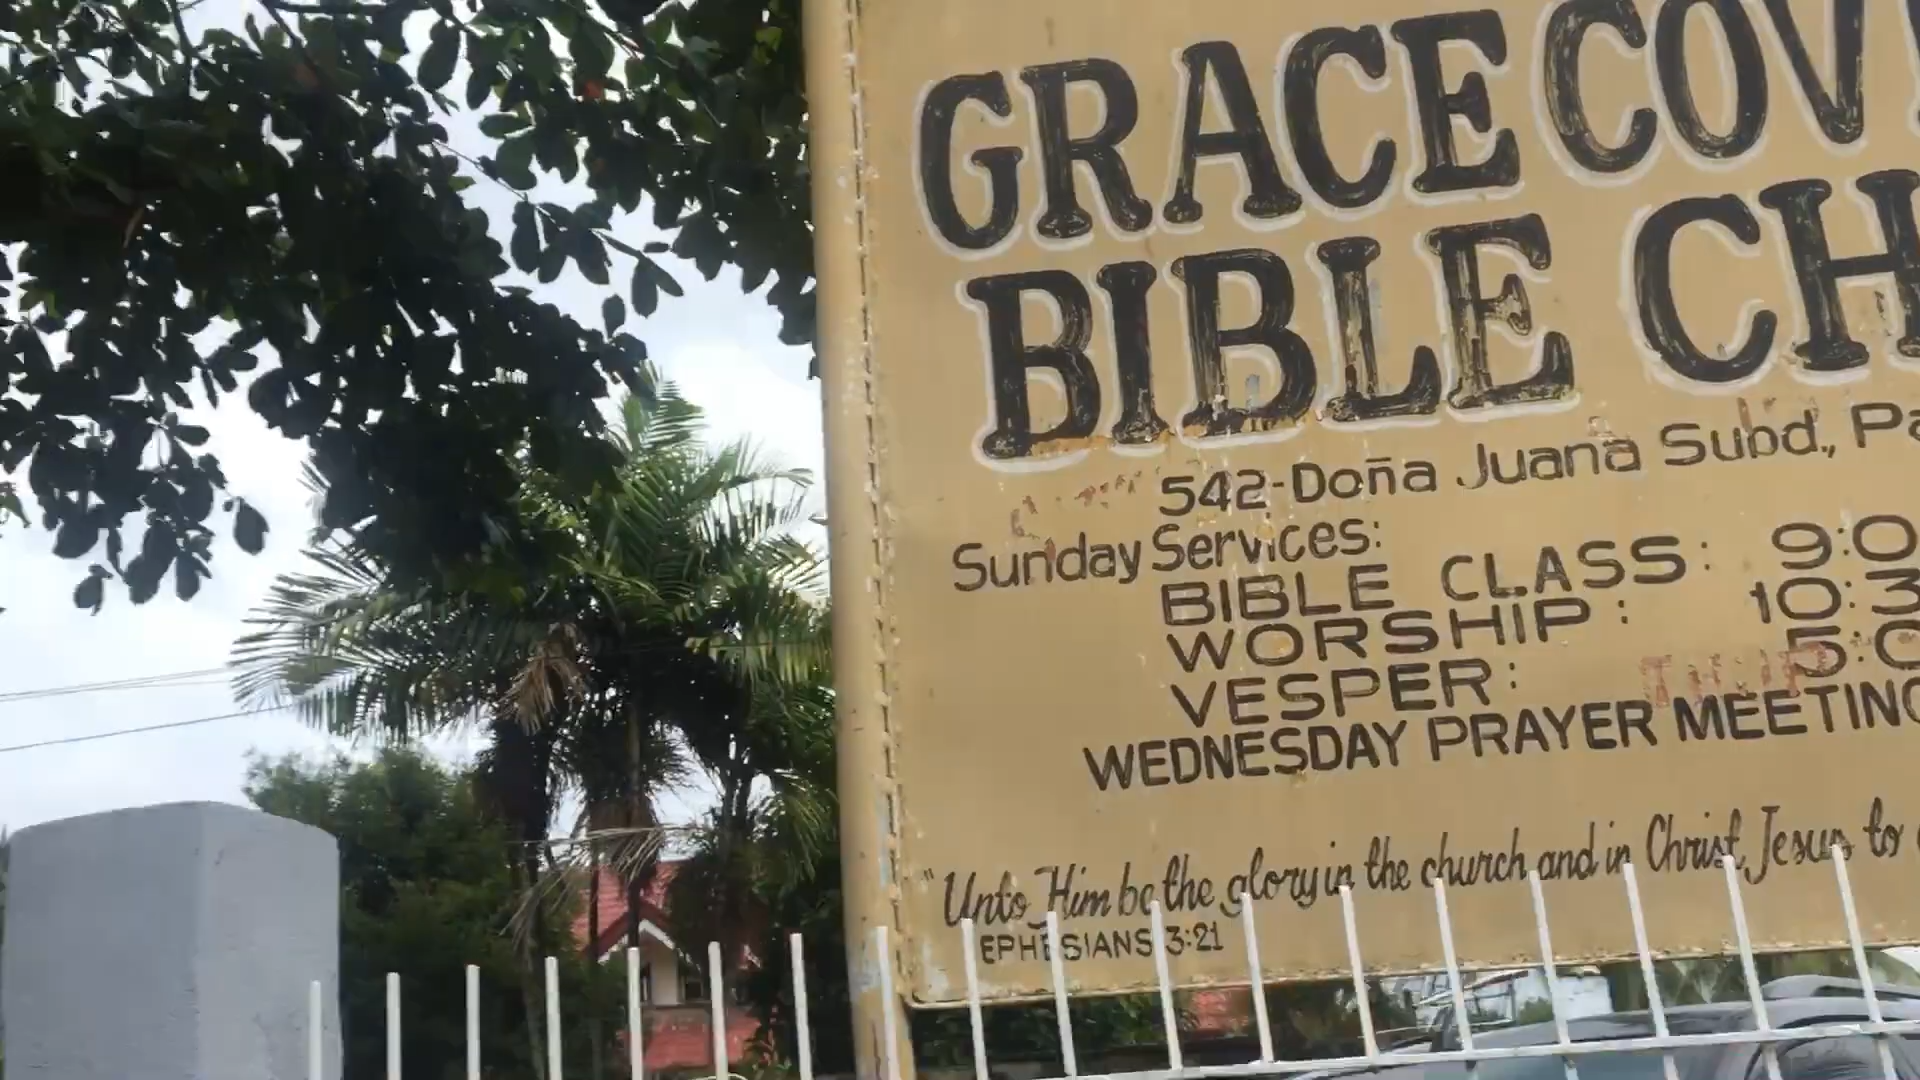 GRACE COV
BIBLE CH
542-Doña Juana Subd., Pa
Sunday Services:
BIBLE CLASS: 9:0
WORSHIP: 10:3
VESPER: 5:0
WEDNESDAY PRAYER MEETING
"Unto Him be the glory in the church and in Christ Jesus to
EPHESIANS 3:21